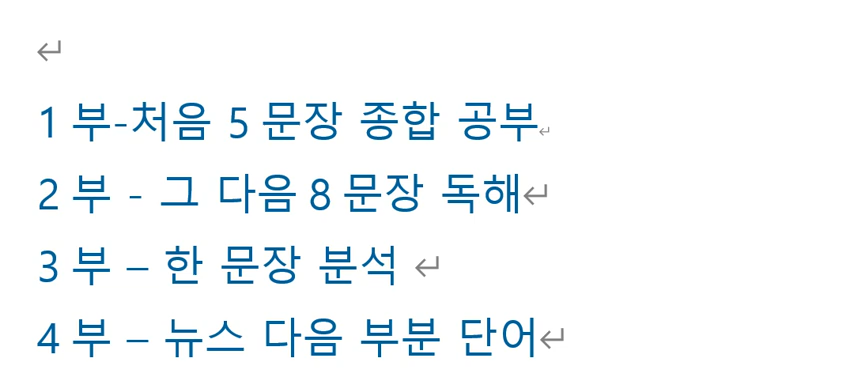 1 부-처음 5 문장 종합 공부
2 부 - 그 다음 8 문장 독해
3 부 – 한 문장 분석
4 부 – 뉴스 다음 부분 단어